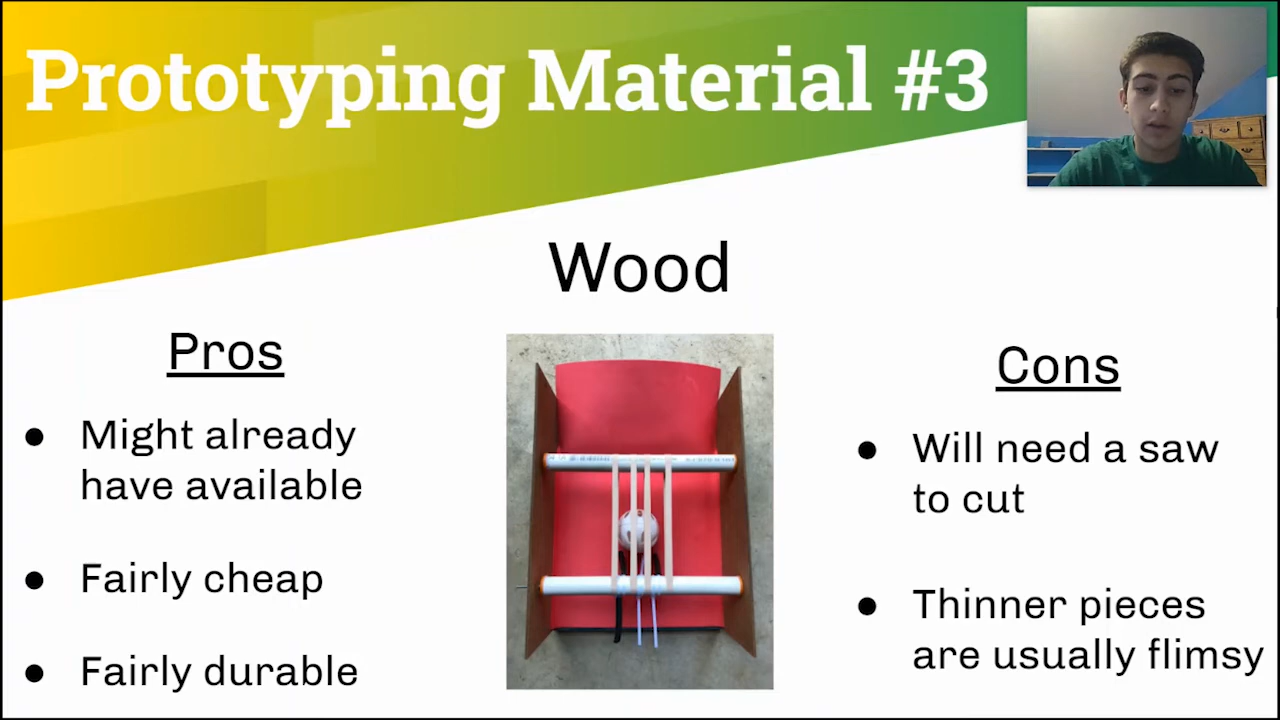 Prototyping Material #3
Wood
Pros
● Might already
have available
● Fairly cheap
● Fairly durable
Cons
● Will need a saw
to cut
● Thinner pieces
are usually flimsy